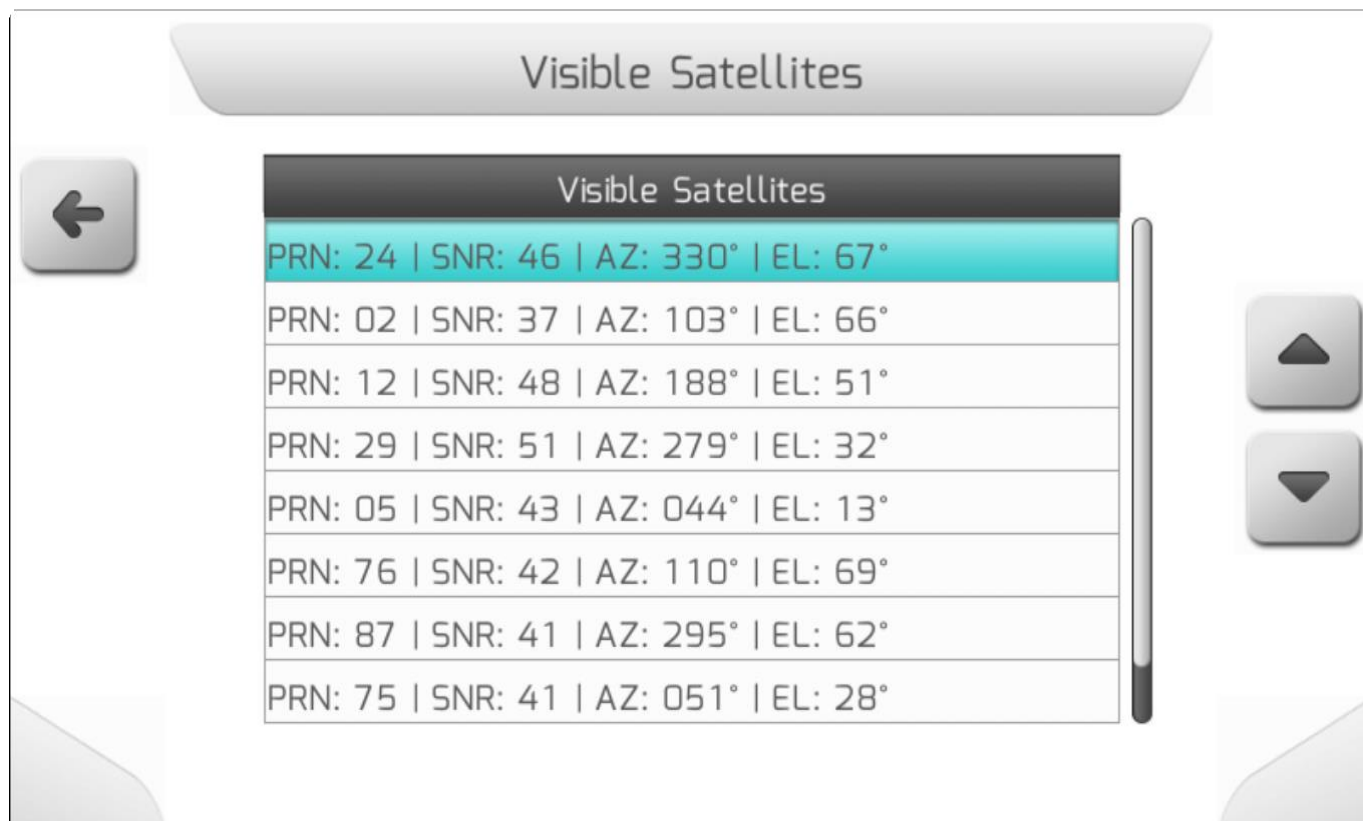 Visible Satellites
Visible Satellites
PRN: 24 | SNR: 46 | AZ: 330° | EL: 67°
PRN: 02 | SNR: 37 | AZ: 103° | EL: 66°
PRN: 12 | SNR: 48 | AZ: 188° | EL: 51°
PRN: 29 | SNR: 51 | AZ: 279° | EL: 32°
PRN: 05 | SNR: 43 | AZ: 044° | EL: 13°
PRN: 76 | SNR: 42 | AZ: 110° | EL: 69°
PRN: 87 | SNR: 41 | AZ: 295° | EL: 62°
PRN: 75 | SNR: 41 | AZ: 051° | EL: 28°